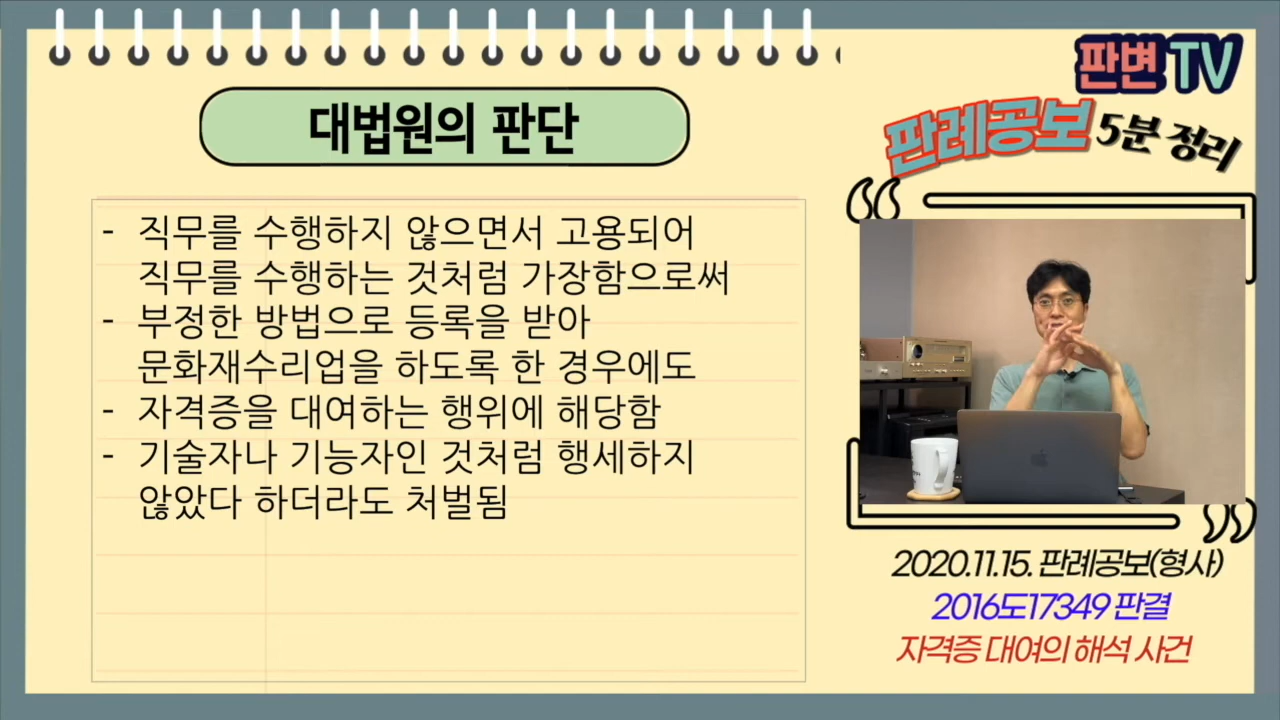 판변 TV
판례공보 5분 정리
대법원의 판단
- 직무를 수행하지 않으면서 고용되어
직무를 수행하는 것처럼 가장함으로써
- 부정한 방법으로 등록을 받아
문화재수리업을 하도록 한 경우에도
- 자격증을 대여하는 행위에 해당함
- 기술자나 기능자인 것처럼 행세하지
않았다 하더라도 처벌됨
2020.11.15. 판례공보(형사)
2016도17349 판결
자격증 대여의 해석 사건